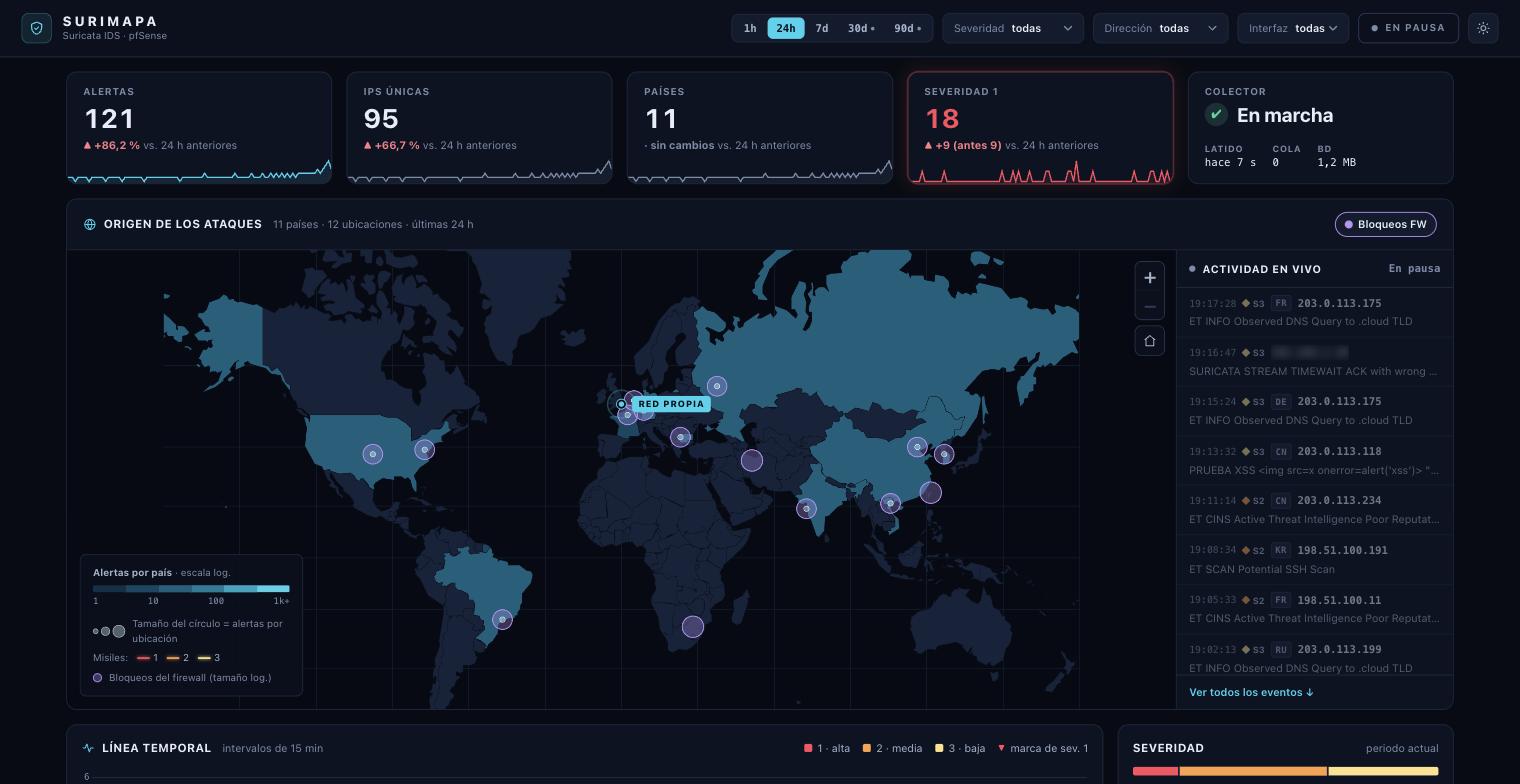 SURIMAPA
Suricata IDS · pfSense
1h 24h 7d 30d • 90d •
Severidad todas
Dirección todas
Interfaz todas
EN PAUSA
ALERTAS
121
▲ +86,2 % vs. 24 h anteriores
IPS ÚNICAS
95
▲ +66,7 % vs. 24 h anteriores
PAÍSES
11
· sin cambios vs. 24 h anteriores
SEVERIDAD 1
18
▲ +9 (antes 9) vs. 24 h anteriores
COLECTOR
✔ En marcha
LATIDO COLA BD
hace 7 s 0 1,2 MB
ORIGEN DE LOS ATAQUES 11 países · 12 ubicaciones · últimas 24 h
Bloqueos FW
+
−
RED PROPIA
Alertas por país · escala log.
1 10 100 1k+
Tamaño del círculo = alertas por
ubicación
Misiles: 1 2 3
Bloqueos del firewall (tamaño log.)
ACTIVIDAD EN VIVO En pausa
19:17:28 S3 FR 203.0.113.175
ET INFO Observed DNS Query to .cloud TLD
19:16:47 S3
SURICATA STREAM TIMEWAIT ACK with wrong ...
19:15:24 S3 DE 203.0.113.175
ET INFO Observed DNS Query to .cloud TLD
19:13:32 S3 CN 203.0.113.118
PRUEBA XSS <img src=x onerror=alert('xss')> "...
19:11:14 S2 CN 203.0.113.234
ET CINS Active Threat Intelligence Poor Reputat...
19:08:34 S2 KR 198.51.100.191
ET SCAN Potential SSH Scan
19:05:33 S2 FR 198.51.100.11
ET CINS Active Threat Intelligence Poor Reputat...
19:02:13 S3 RU 203.0.113.199
ET INFO Observed DNS Query to .cloud TLD
Ver todos los eventos ↓
LÍNEA TEMPORAL intervalos de 15 min
1 · alta 2 · media 3 · baja ▼ marca de sev. 1
6
SEVERIDAD periodo actual